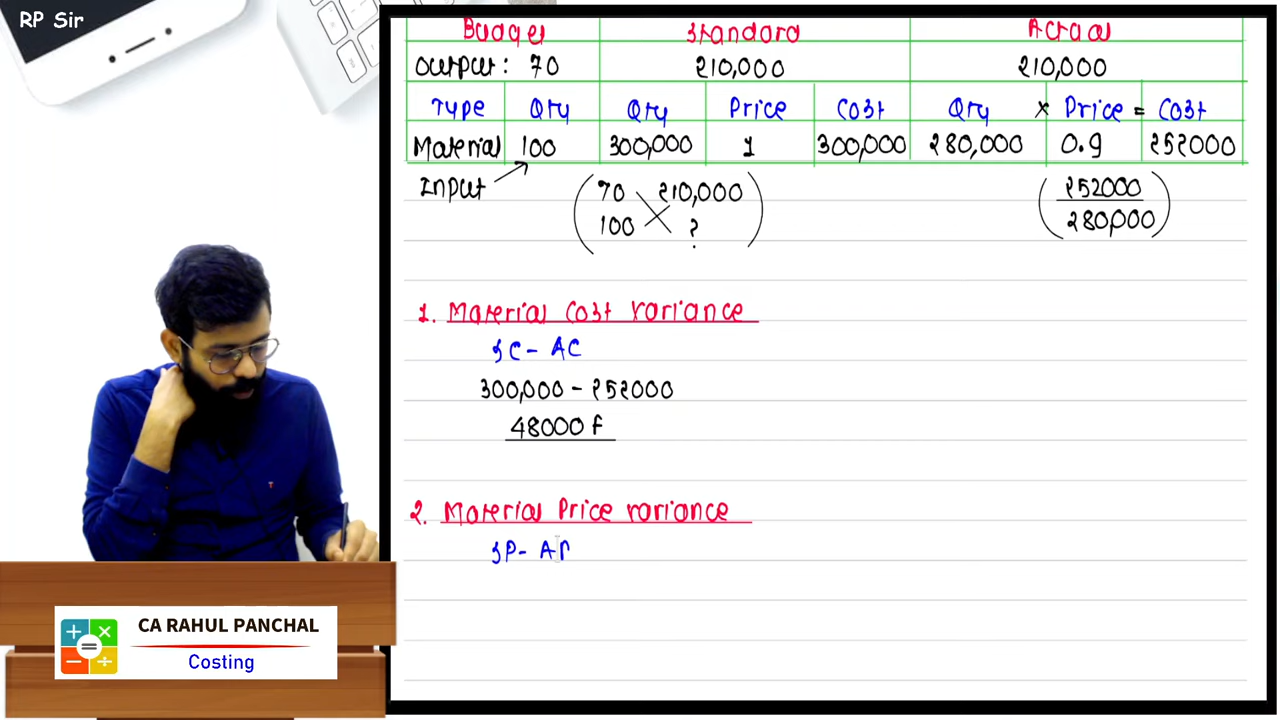 RP Sir
Budget Standard Actual
Output: 70 210,000 210,000
Type Qty Qty Price Cost Qty × Price = Cost
Material 100 300,000 1 300,000 280,000 0.9 252000
Input
70 210,000
100 ?
252000
280,000
1. Material Cost Variance
SC - AC
300,000 - 252000
48000 F
2. Material Price Variance
SP - AP
CA RAHUL PANCHAL
Costing